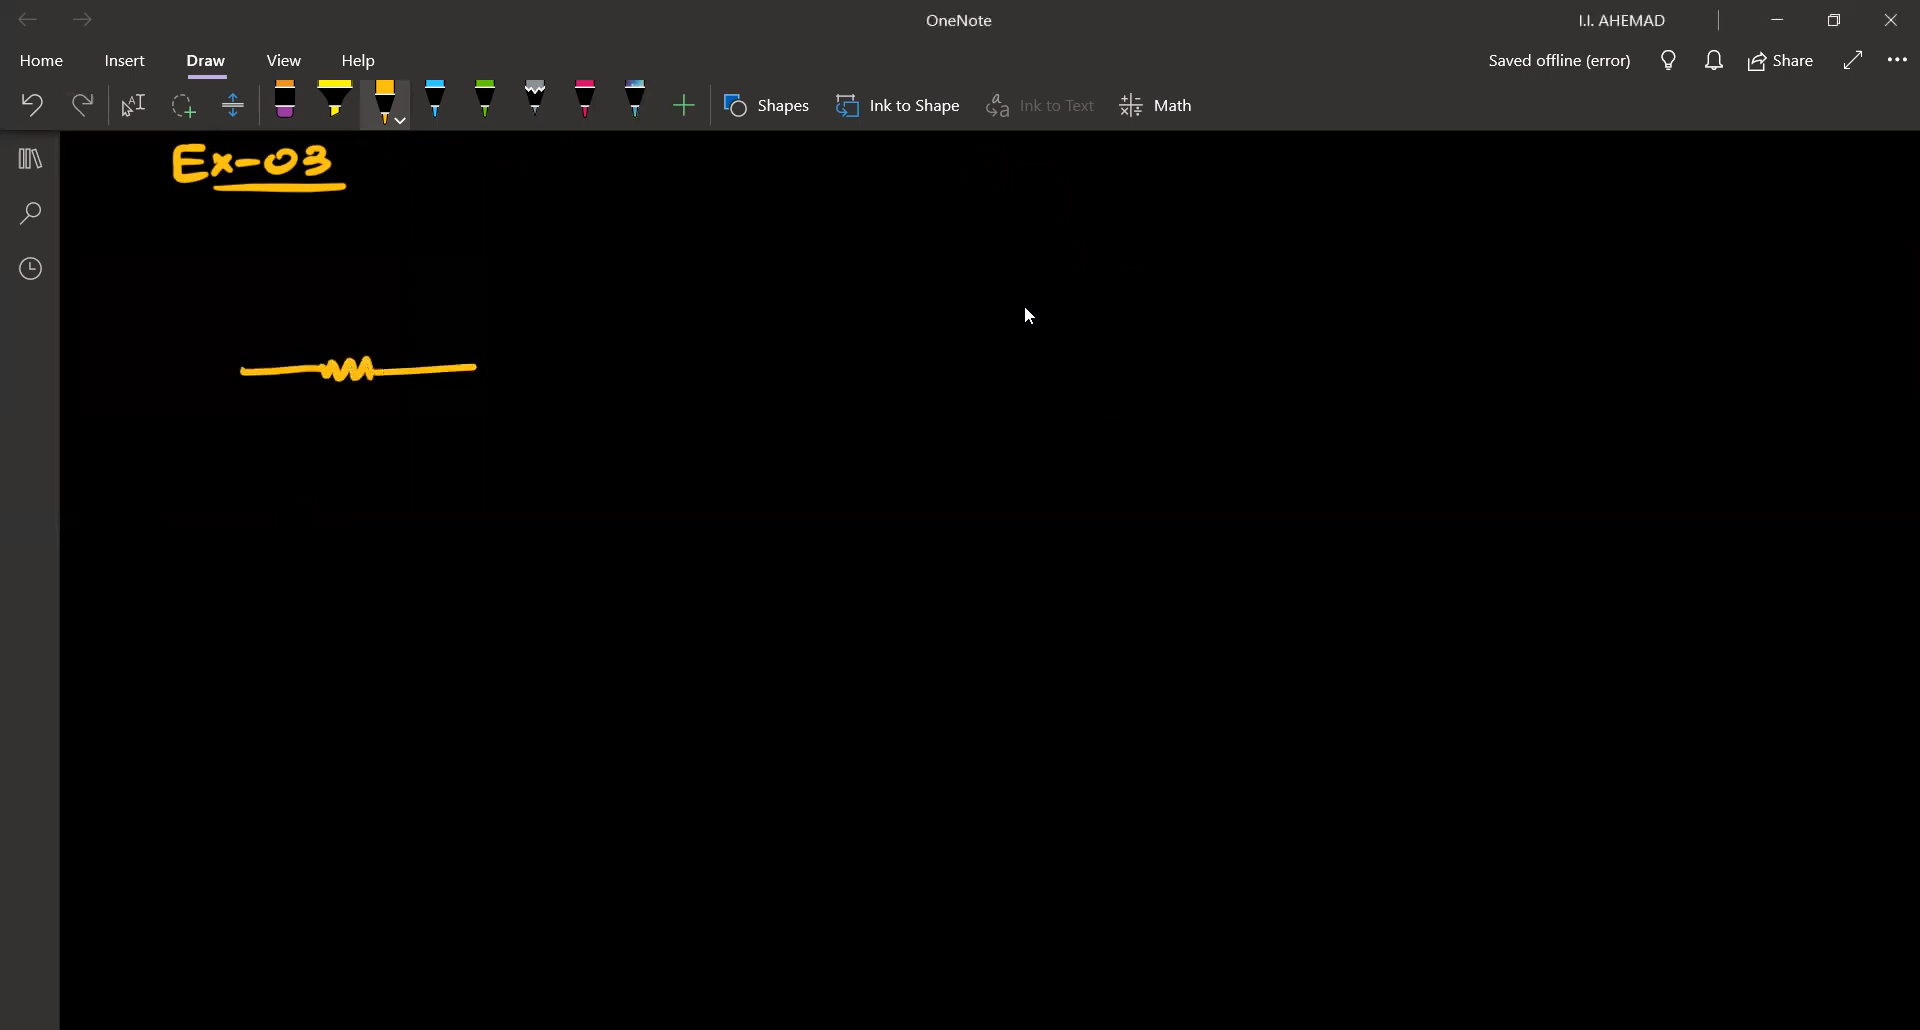 OneNote
I.I. AHEMAD
Home Insert Draw View Help
Saved offline (error) Share
Shapes Ink to Shape Ink to Text Math
Ex-03